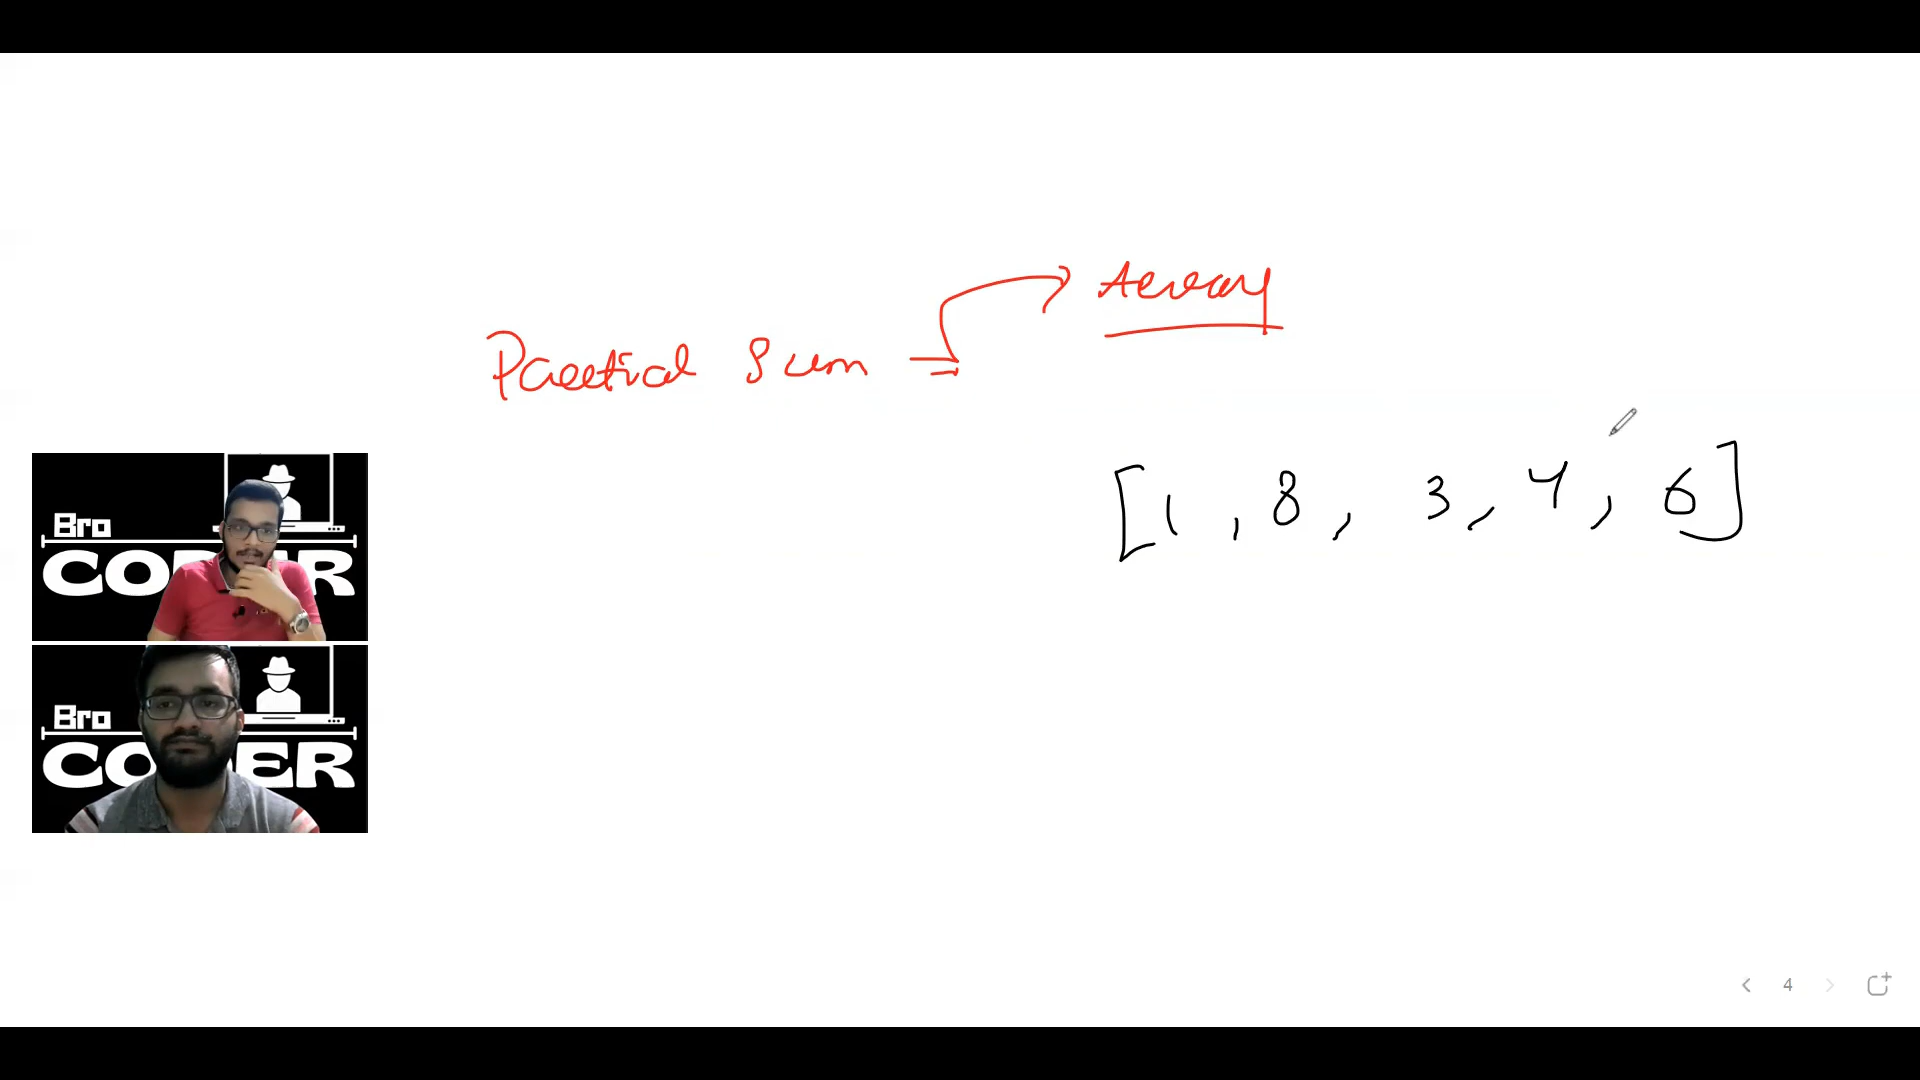 Array
Partial Sum =
[1, 8, 3, 4, 6]
Bro
CODER
Bro
CODER
< 4 >